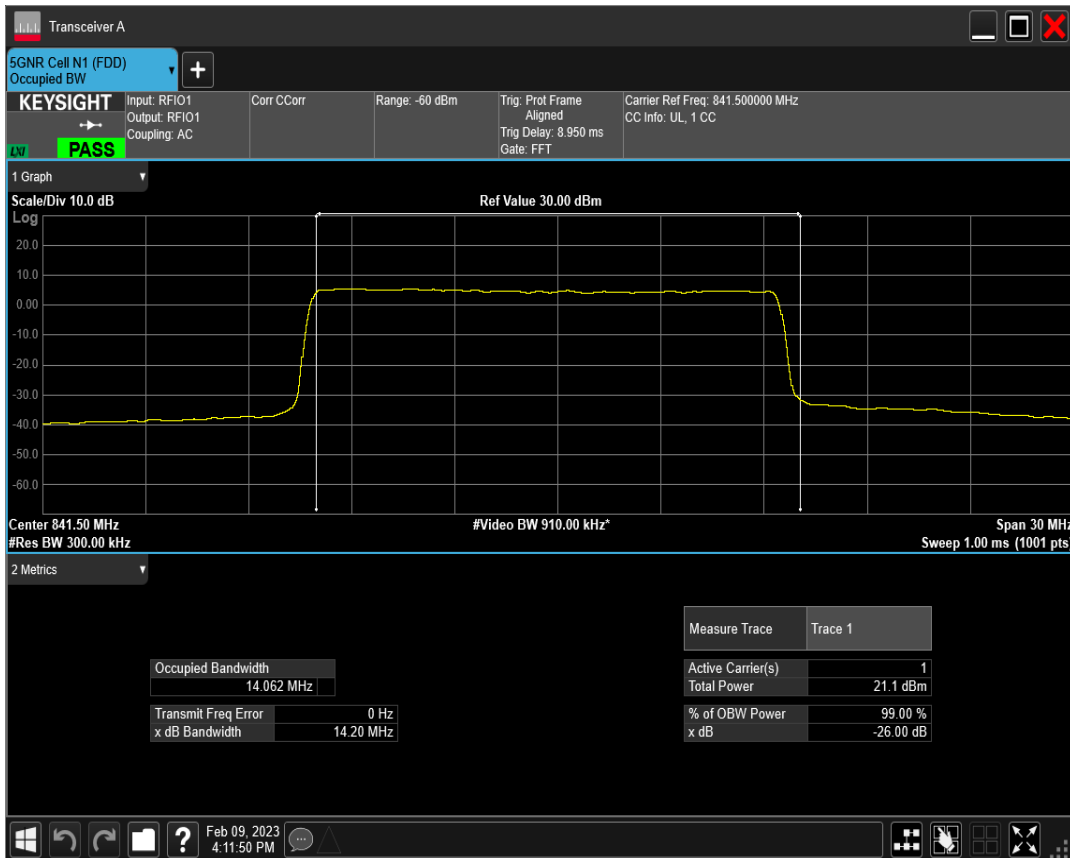 Transceiver A
5GNR Cell N1 (FDD)
Occupied BW
+
KEYSIGHT
LXI
PASS
Input: RFIO1
Output: RFIO1
Coupling: AC
Corr CCorr
Range: -60 dBm
Trig: Prot Frame
Aligned
Trig Delay: 8.950 ms
Gate: FFT
Carrier Ref Freq: 841.500000 MHz
CC Info: UL, 1 CC
1 Graph
Scale/Div 10.0 dB
Ref Value 30.00 dBm
Log
20.0
10.0
0.00
-10.0
-20.0
-30.0
-40.0
-50.0
-60.0
Center 841.50 MHz
#Video BW 910.00 kHz*
Span 30 MHz
#Res BW 300.00 kHz
Sweep 1.00 ms (1001 pts)
2 Metrics
Measure Trace Trace 1
Occupied Bandwidth
14.062 MHz
Active Carrier(s) 1
Total Power 21.1 dBm
Transmit Freq Error 0 Hz
x dB Bandwidth 14.20 MHz
% of OBW Power 99.00 %
x dB -26.00 dB
?
Feb 09, 2023
4:11:50 PM